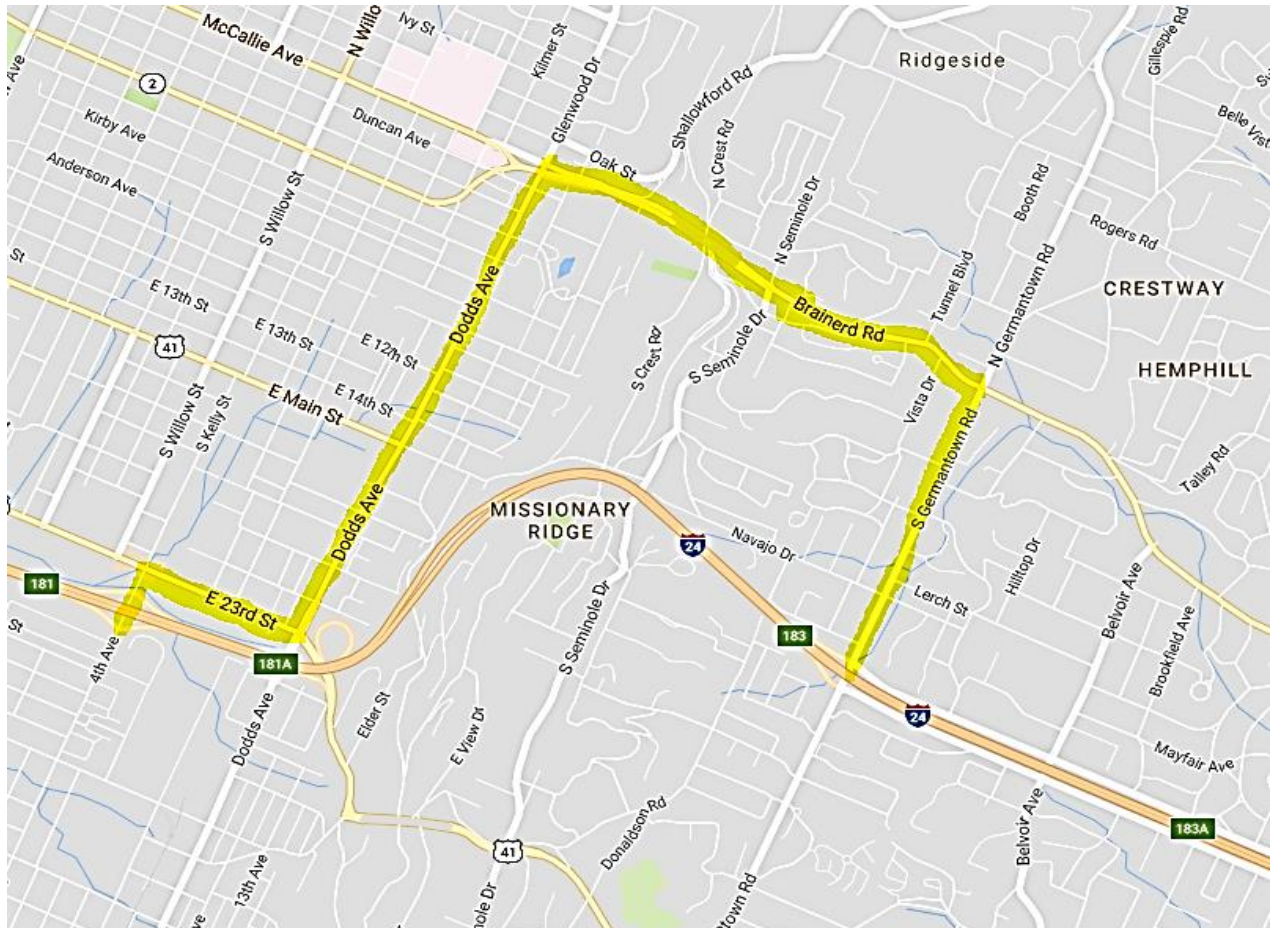 Ivy St
N Willo
McCallie Ave
Kilmer St
Glenwood Dr
Ridgeside
Gillespie Rd
2
Shallowford Rd
Kirby Ave
Duncan Ave
Belle Vista
Anderson Ave
Oak St
N Crest Rd
Booth Rd
S Willow St
N Seminole Dr
Rogers Rd
St
E 13th St
Dodds Ave
Tunnel Blvd
Brainerd Rd
CRESTWAY
E 13th St
E 12th St
N Germantown Rd
41
S Crest Rd
S Seminole Dr
HEMPHILL
E Main St
E 14th St
Vista Dr
S Willow St
S Kelly St
S Germantown Rd
Talley Rd
Dodds Ave
MISSIONARY
RIDGE
24
Navajo Dr
Hilltop Dr
181
E 23rd St
Lerch St
Belvoir Ave
Brookfield Ave
St
4th Ave
181A
S Seminole Dr
183
Dodds Ave
Elder St
E View Dr
24
Mayfair Ave
Donaldson Rd
Belvoir Ave
183A
41
13th Ave
Ave
inole Dr
town Rd